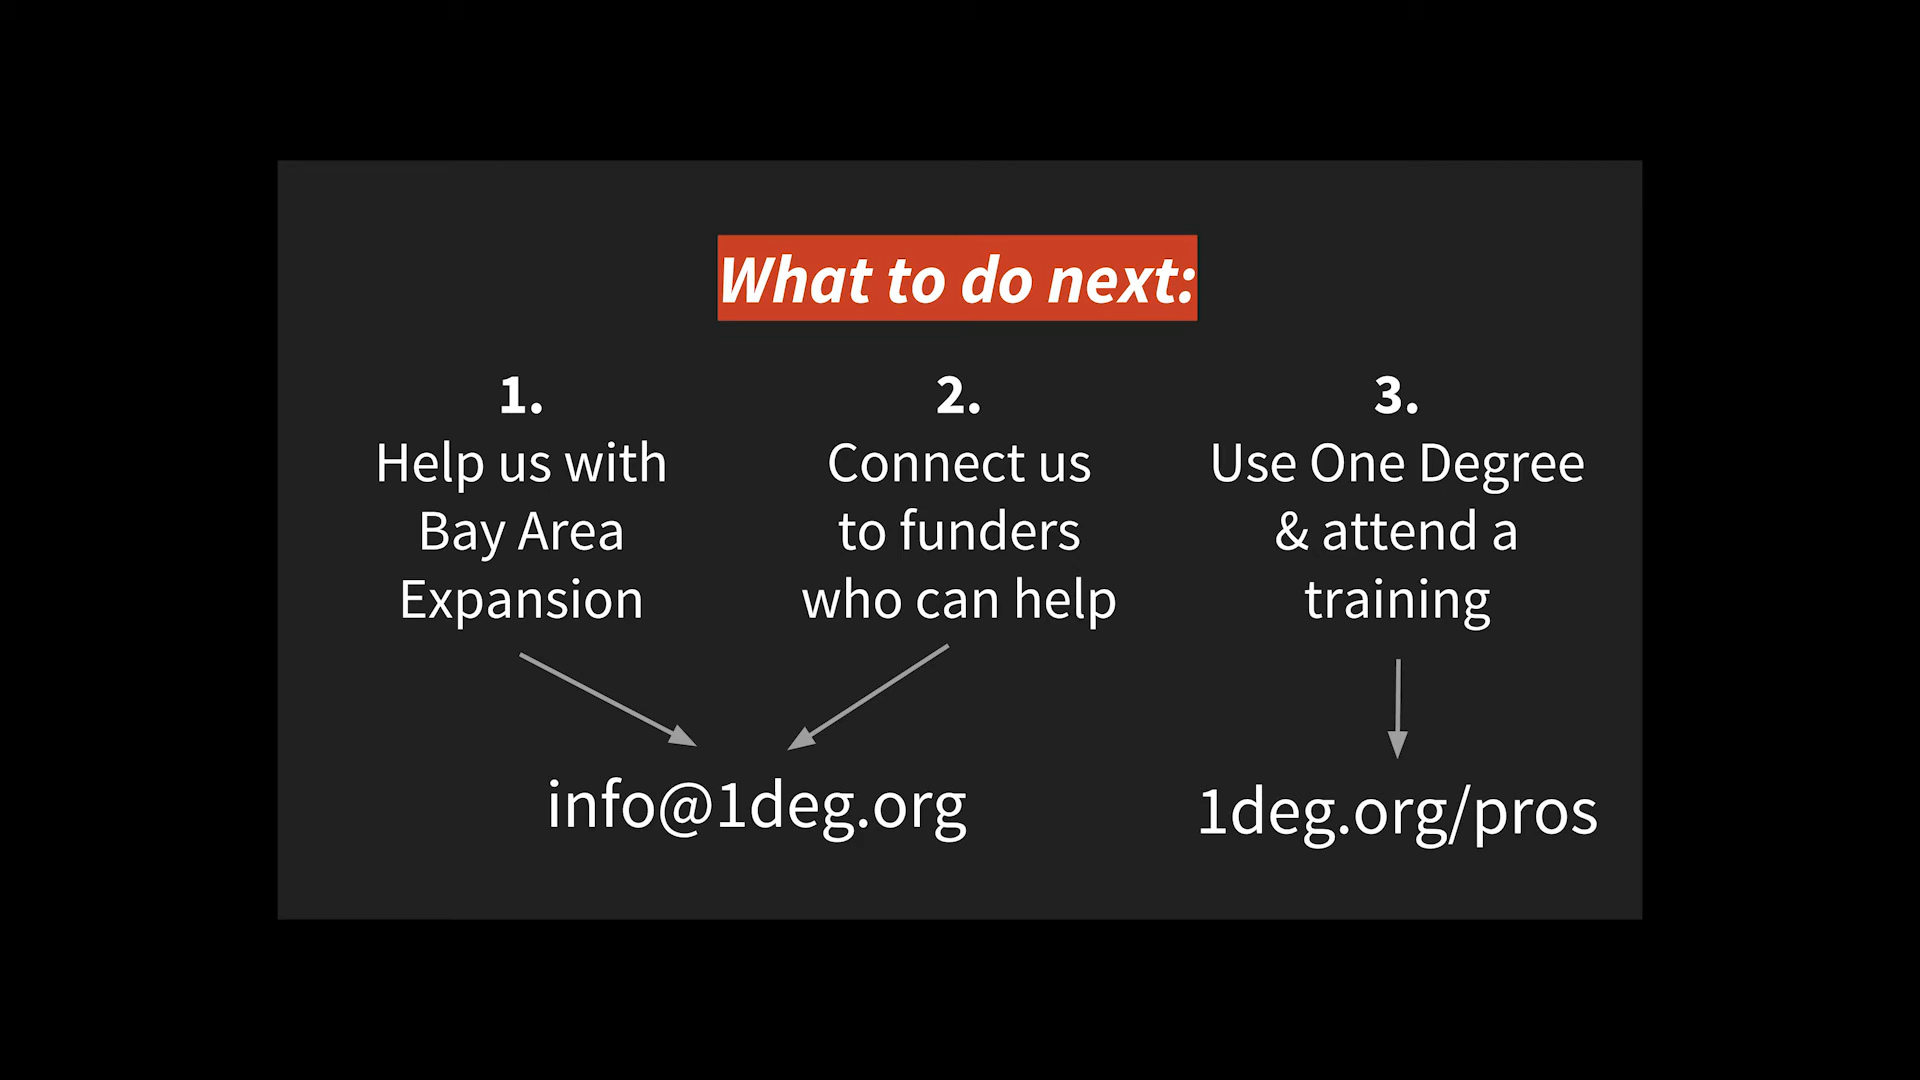 What to do next:
1.
Help us with
Bay Area
Expansion
2.
Connect us
to funders
who can help
3.
Use One Degree
& attend a
training
info@1deg.org
1deg.org/pros